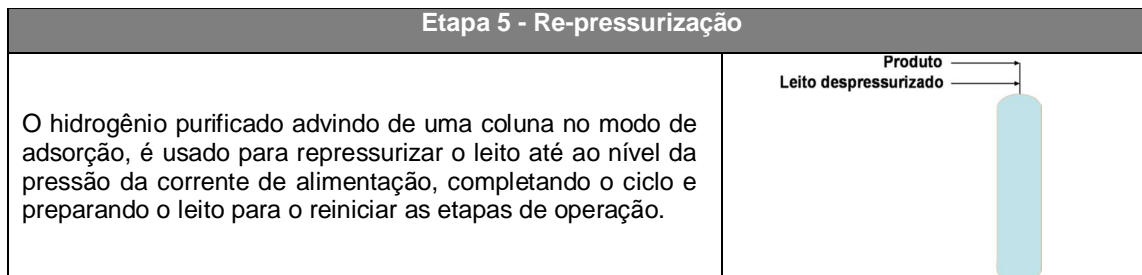 Etapa 5 - Re-pressurização
Produto
Leito despressurizado
O hidrogênio purificado advindo de uma coluna no modo de
adsorção, é usado para repressurizar o leito até ao nível da
pressão da corrente de alimentação, completando o ciclo e
preparando o leito para o reiniciar as etapas de operação.